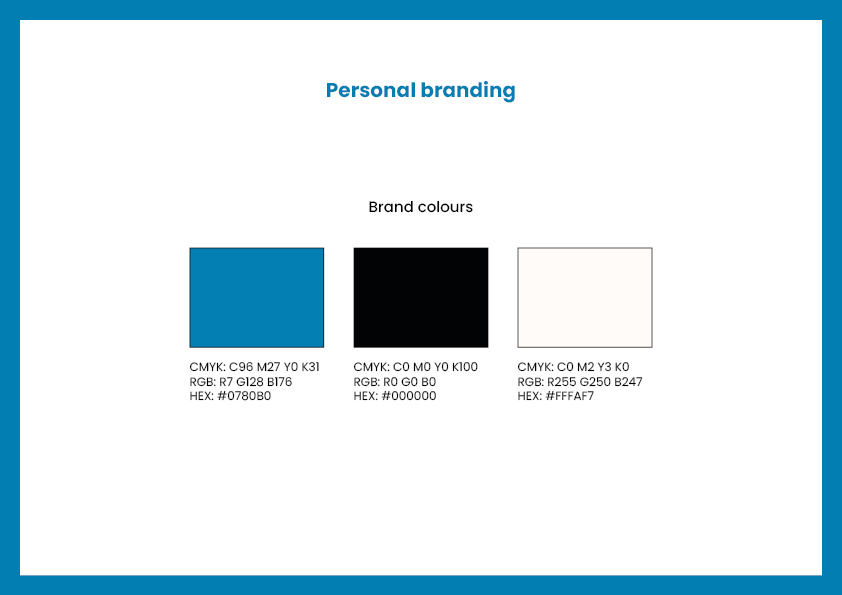 Personal branding
Brand colours
CMYK: C96 M27 Y0 K31
RGB: R7 G128 B176
HEX: #0780B0
CMYK: C0 M0 Y0 K100
RGB: R0 G0 B0
HEX: #000000
CMYK: C0 M2 Y3 K0
RGB: R255 G250 B247
HEX: #FFFAF7